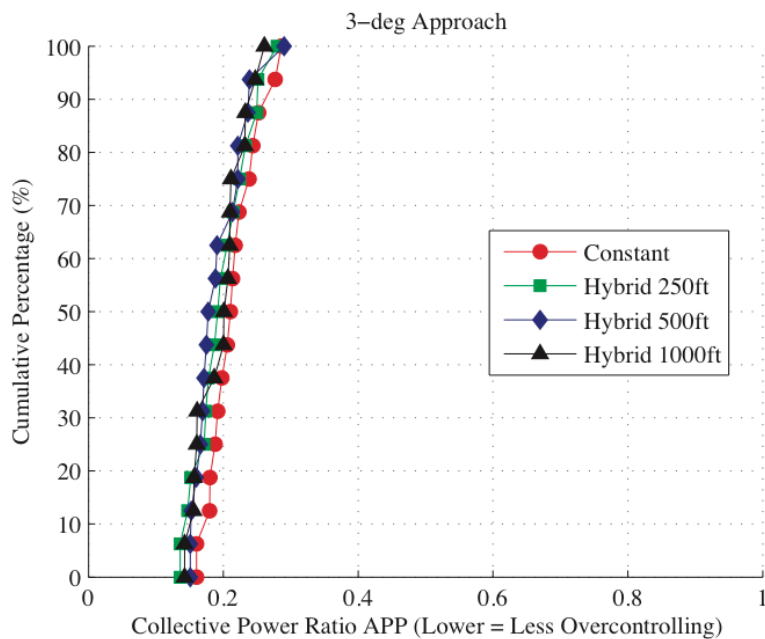 3−deg Approach
100
90
80
70
60
50
40
30
20
10
0
Cumulative Percentage (%)
Constant
Hybrid 250ft
Hybrid 500ft
Hybrid 1000ft
0 0.2 0.4 0.6 0.8 1
Collective Power Ratio APP (Lower = Less Overcontrolling)